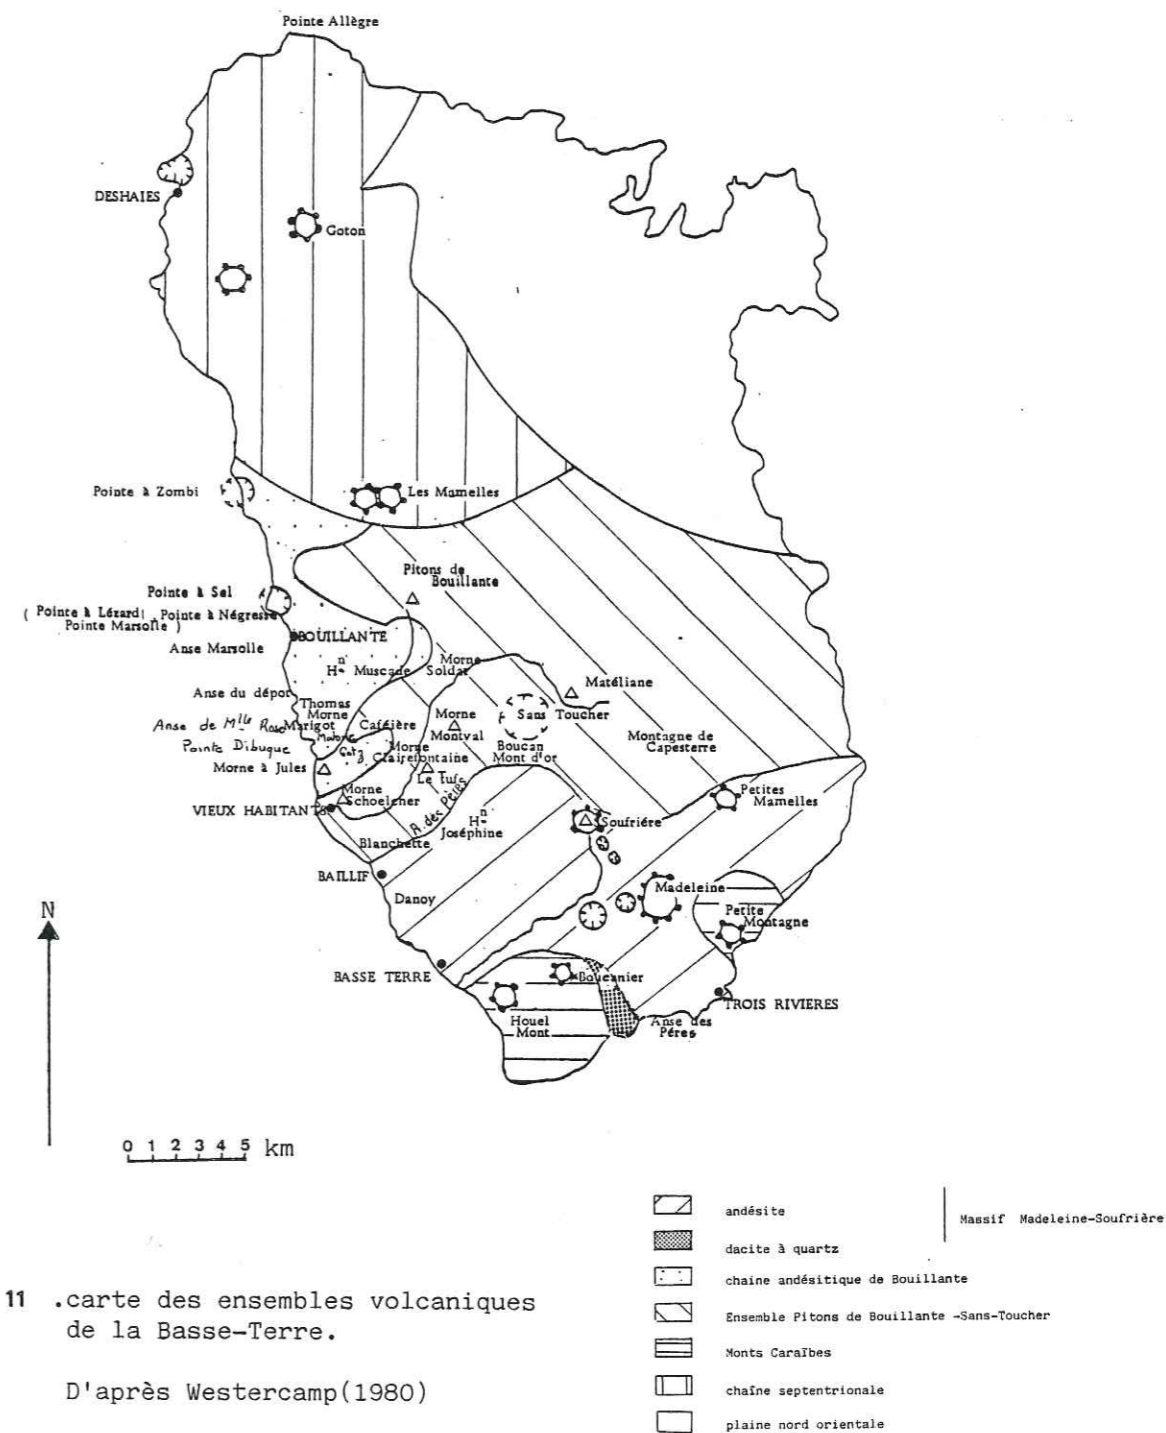 Pointe Allègre
DESHAIES
Goton
Pointe à Zombi
Les Mamelles
Pitons de
Bouillante
Pointe à Sel
( Pointe à Lézard) , Pointe à Négresse
Pointe Marsolle )
BOUILLANTE
Anse Marsolle
Hn Muscade
Morne
Soldat
Matéliane
Anse du dépot
Thomas
Morne
Anse de Mlle Rose
Marigot
Caféière
Morne
Montval
Sans Toucher
Montagne de
Capesterre
Pointe Dibuque
Gatz
Morne
Clairefontaine
Boucan
Mont d'or
Morne à Jules
Le Tufs
Petites
Mamelles
Morne
Schoelcher
VIEUX HABITANTS
R. des Pères
Hn
Joséphine
Soufrière
Blanchette
BAILLIF
Danoy
Madeleine
N
Petite
Montagne
BASSE TERRE
Boucanier
TROIS RIVIERES
Houel
Mont
Anse des
Péres
0 1 2 3 4 5 km
andésite
Massif Madeleine-Soufrière
dacite à quartz
chaine andésitique de Bouillante
Ensemble Pitons de Bouillante -Sans-Toucher
Monts Caraïbes
chaîne septentrionale
plaine nord orientale
11 .carte des ensembles volcaniques
de la Basse-Terre.
D'après Westercamp(1980)